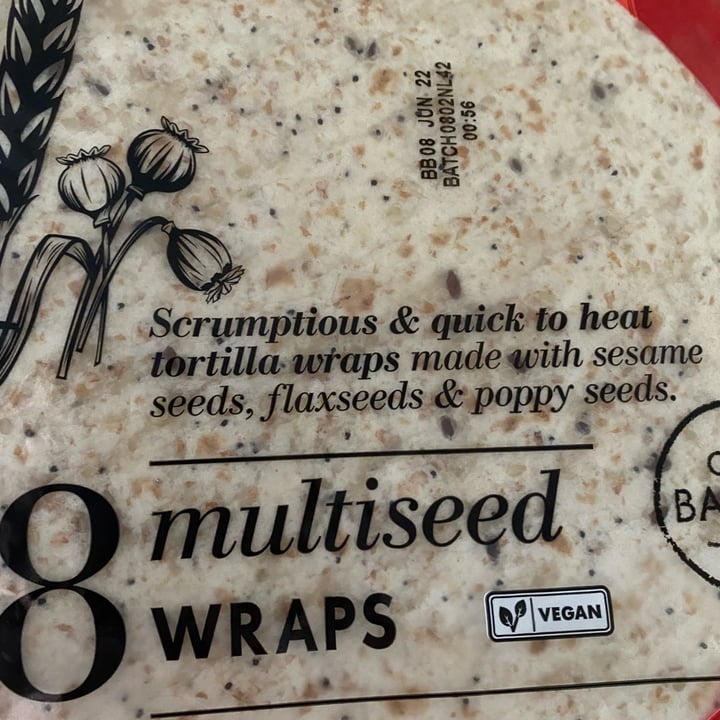 BB08 JUN 22
BATCH0802NL42
00:56
Scrumptious & quick to heat
tortilla wraps made with sesame
seeds, flaxseeds & poppy seeds.
8 multiseed
WRAPS
VEGAN